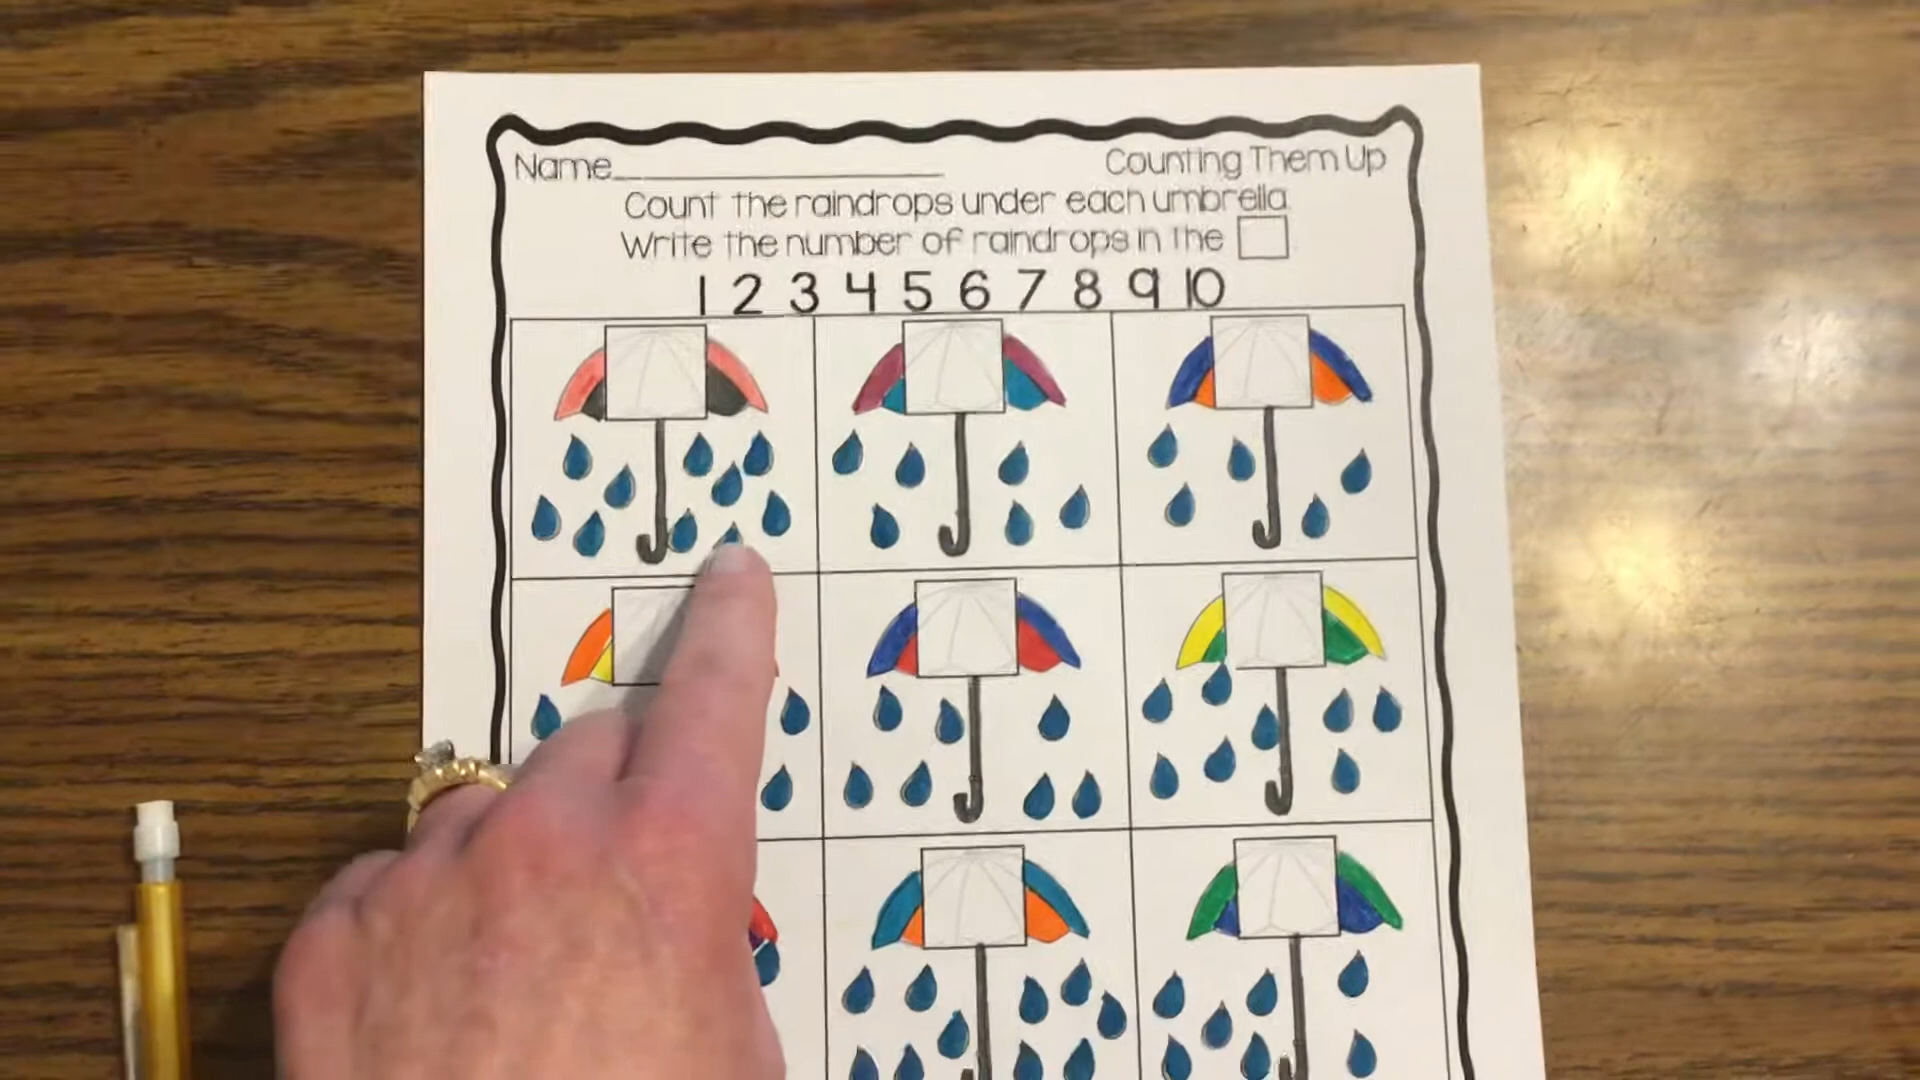 Name____________________ Counting Them Up
Count the raindrops under each umbrella.
Write the number of raindrops in the
1 2 3 4 5 6 7 8 9 10